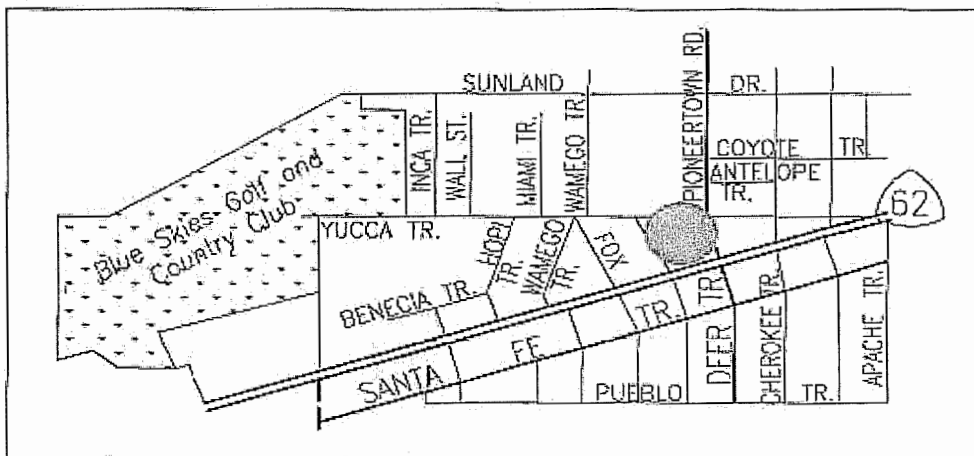 SUNLAND DR.
PIONEERTOWN RD.
INCA TR.
WALL ST.
MIAMI TR.
WAMEGO TR.
COYOTE TR.
ANTELOPE TR.
62
Blue Skies Golf and
Country Club
YUCCA TR.
HOPI TR.
WAMEGO TR.
FOX
BENECIA TR.
SANTA FE TR.
DEER TR.
CHEROKEE TR.
APACHE TR.
PUEBLO TR.